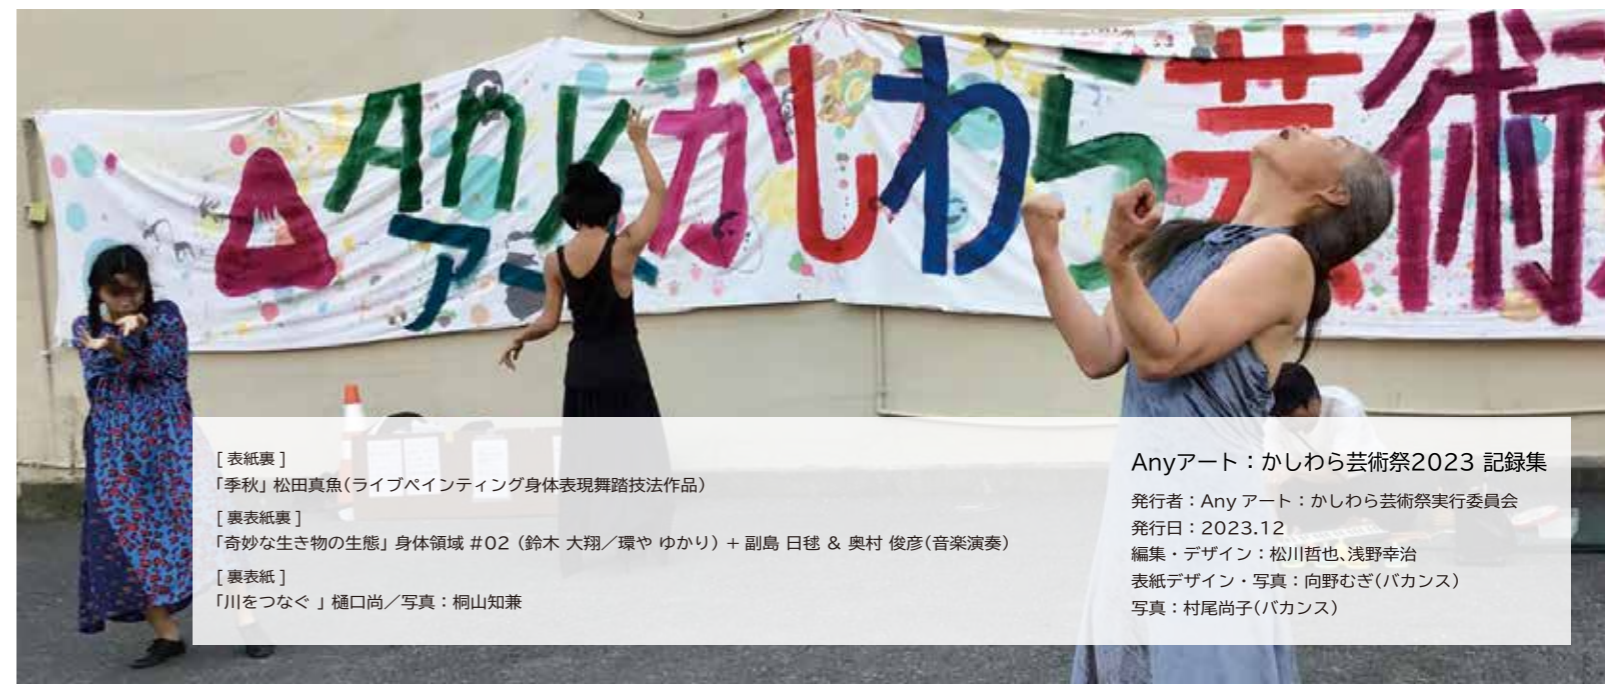 Any
アート
かしわら芸術
[ 表紙裏 ]
「季秋」 松田真魚(ライブペインティング身体表現舞踏技法作品)
[ 裏表紙裏 ]
「奇妙な生き物の生態」 身体領域 #02 (鈴木 大翔／環や ゆかり) + 副島 日毬 & 奥村 俊彦(音楽演奏)
[ 裏表紙 ]
「川をつなぐ 」 樋口尚／写真：桐山知兼
Anyアート：かしわら芸術祭2023 記録集
発行者：Any アート：かしわら芸術祭実行委員会
発行日：2023.12
編集・デザイン：松川哲也、浅野幸治
表紙デザイン・写真：向野むぎ(バカンス)
写真：村尾尚子(バカンス)